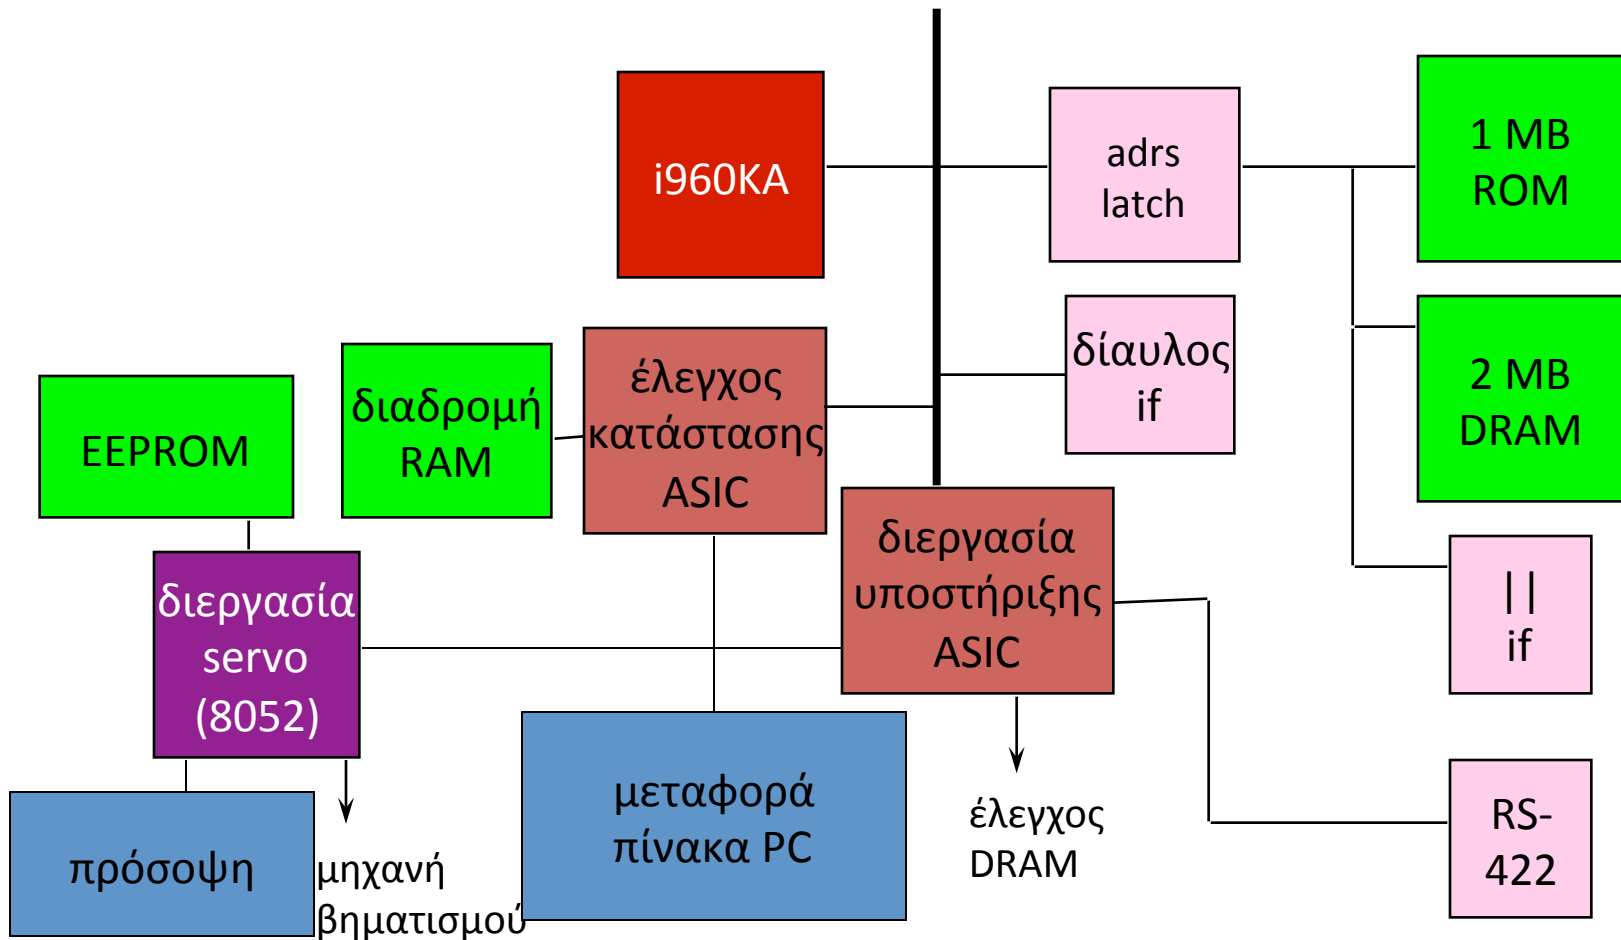 i960KA
adrs
latch
1 MB
ROM
δίαυλος
if
2 MB
DRAM
έλεγχος
κατάστασης
ASIC
διαδρομή
RAM
EEPROM
διεργασία
υποστήριξης
ASIC
διεργασία
servo
(8052)
||
if
μεταφορά
πίνακα PC
έλεγχος
DRAM
RS-
422
πρόσοψη
μηχανή
βηματισμού